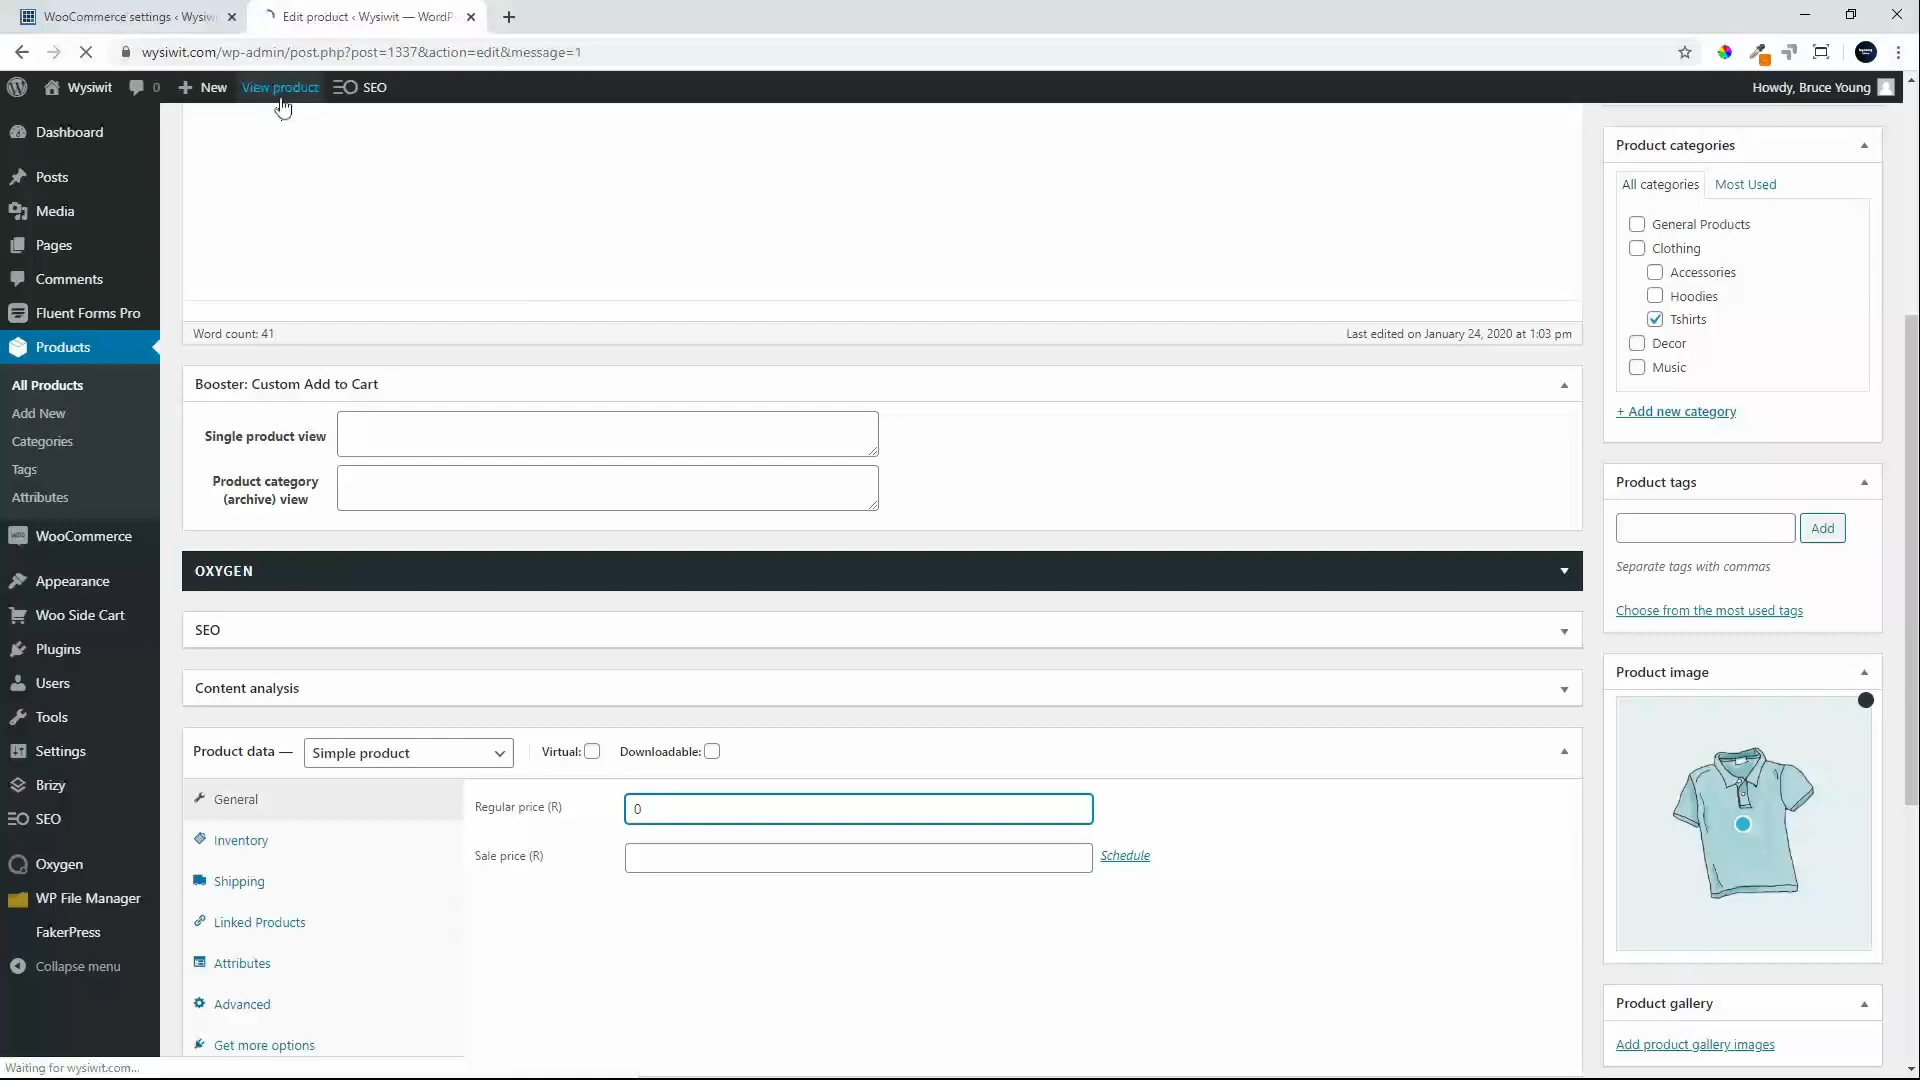 WooCommerce settings ‹ Wysiw
Edit product ‹ Wysiwit — WordP
wysiwit.com/wp-admin/post.php?post=1337&action=edit&message=1
Wysiwit
0
New
View product
SEO
Howdy, Bruce Young
Dashboard
Posts
Media
Pages
Comments
Fluent Forms Pro
Products
All Products
Add New
Categories
Tags
Attributes
WooCommerce
Appearance
Woo Side Cart
Plugins
Users
Tools
Settings
Brizy
SEO
Oxygen
WP File Manager
FakerPress
Collapse menu
Waiting for wysiwit.com...
Word count: 41
Last edited on January 24, 2020 at 1:03 pm
Booster: Custom Add to Cart
Single product view
Product category
(archive) view
OXYGEN
SEO
Content analysis
Product data —
Simple product
Virtual:
Downloadable:
General
Inventory
Shipping
Linked Products
Attributes
Advanced
Get more options
Regular price (R)
0
Sale price (R)
Schedule
Product categories
All categories
Most Used
General Products
Clothing
Accessories
Hoodies
Tshirts
Decor
Music
+ Add new category
Product tags
Add
Separate tags with commas
Choose from the most used tags
Product image
Product gallery
Add product gallery images